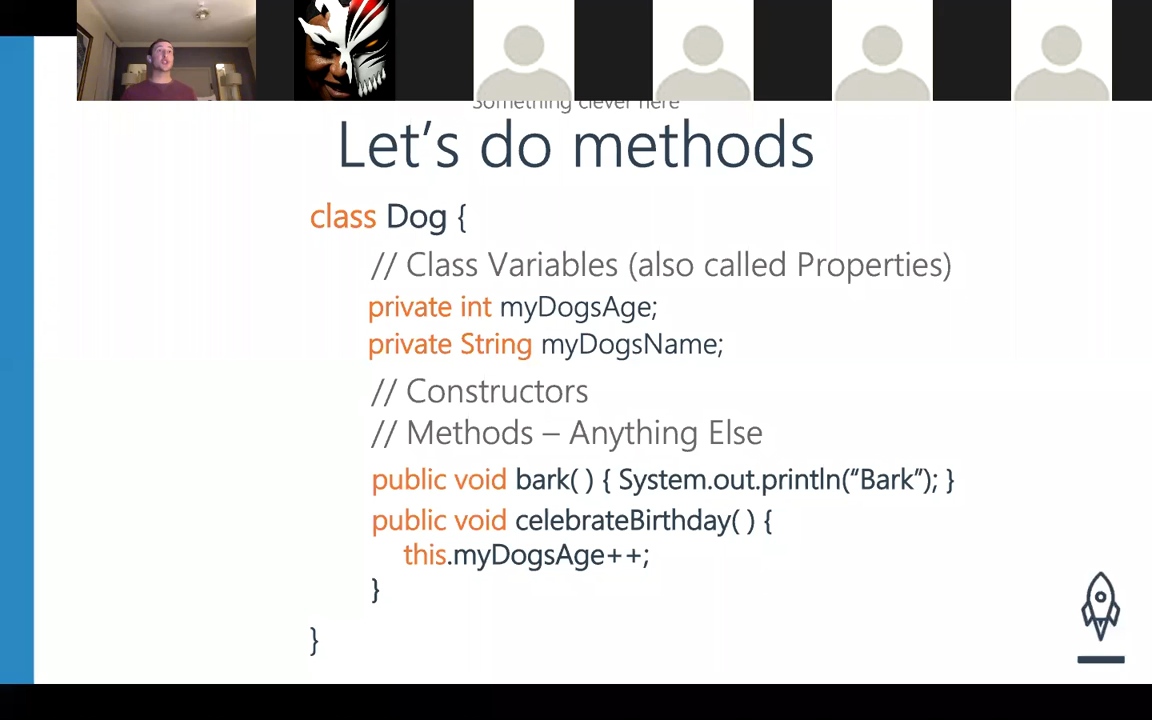 Something clever here
Let’s do methods
class Dog {
// Class Variables (also called Properties)
private int myDogsAge;
private String myDogsName;
// Constructors
// Methods – Anything Else
public void bark( ) { System.out.println(“Bark”); }
public void celebrateBirthday( ) {
this.myDogsAge++;
}
}